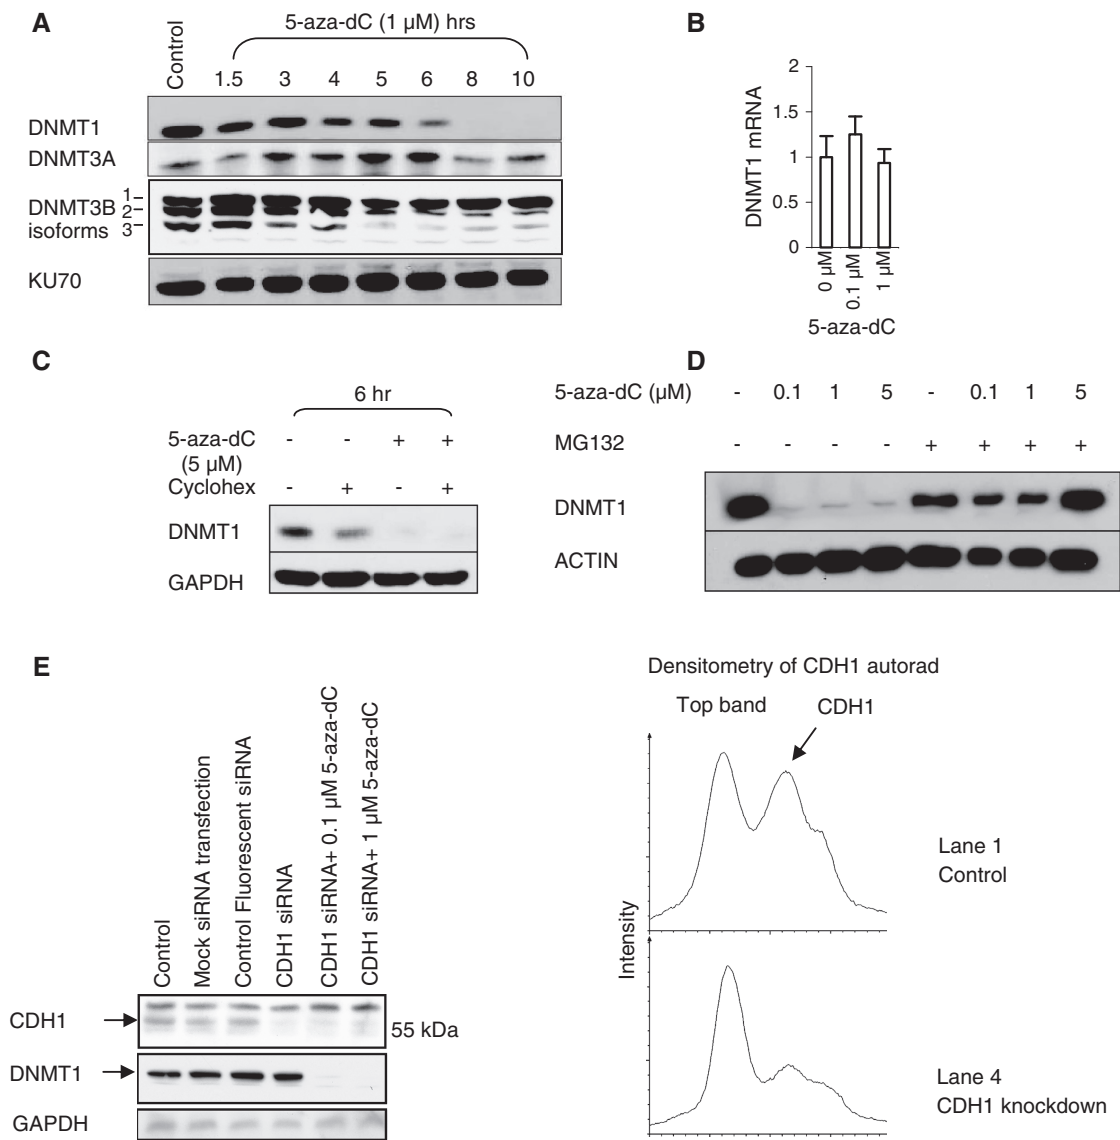 A
5-aza-dC (1 µM) hrs
Control
1.5 3 4 5 6 8 10
DNMT1
DNMT3A
DNMT3B
isoforms
1
2
3
KU70
B
DNMT1 mRNA
2
1.5
1
0.5
0
0 µM
0.1 µM
1 µM
5-aza-dC
C
6 hr
5-aza-dC - - + +
(5 µM)
Cyclohex - + - +
DNMT1
GAPDH
D
5-aza-dC (µM) - 0.1 1 5 - 0.1 1 5
MG132 - - - - + + + +
DNMT1
ACTIN
E
Control
Mock siRNA transfection
Control Fluorescent siRNA
CDH1 siRNA
CDH1 siRNA+ 0.1 µM 5-aza-dC
CDH1 siRNA+ 1 µM 5-aza-dC
CDH1
55 kDa
DNMT1
GAPDH
Densitometry of CDH1 autorad
Top band CDH1
Intensity
Lane 1
Control
Lane 4
CDH1 knockdown